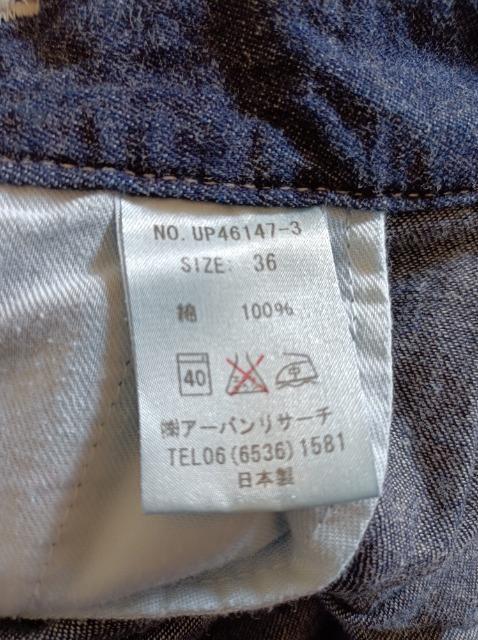 NO. UP46147-3
SIZE: 36
綿 100%
40 中
㈱アーバンリサーチ
TEL06(6536)1581
日本製